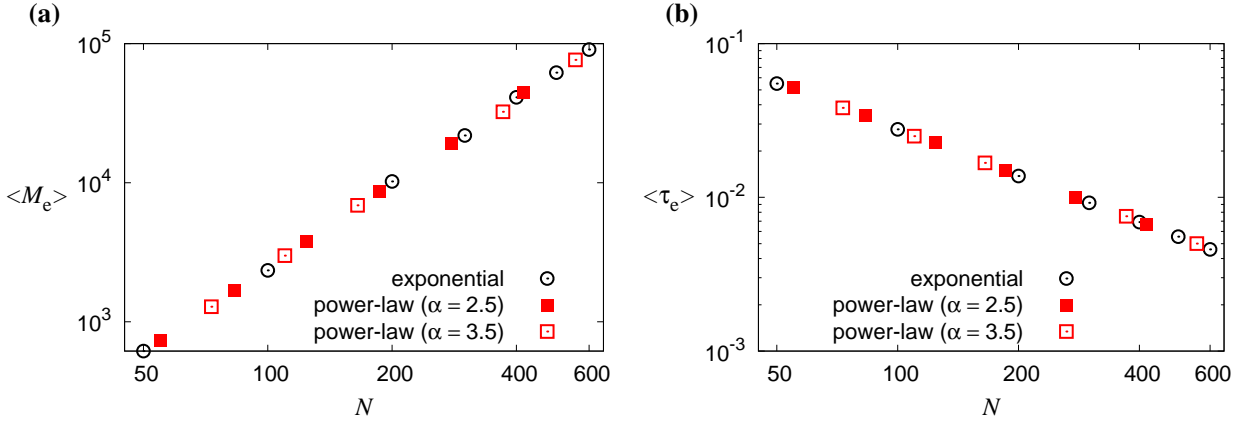 (a)
10^5
10^4
10^3
<M_e>
exponential
power-law (α = 2.5)
power-law (α = 3.5)
50 100 200 400 600
N
(b)
10^-1
10^-2
10^-3
<τ_e>
exponential
power-law (α = 2.5)
power-law (α = 3.5)
50 100 200 400 600
N